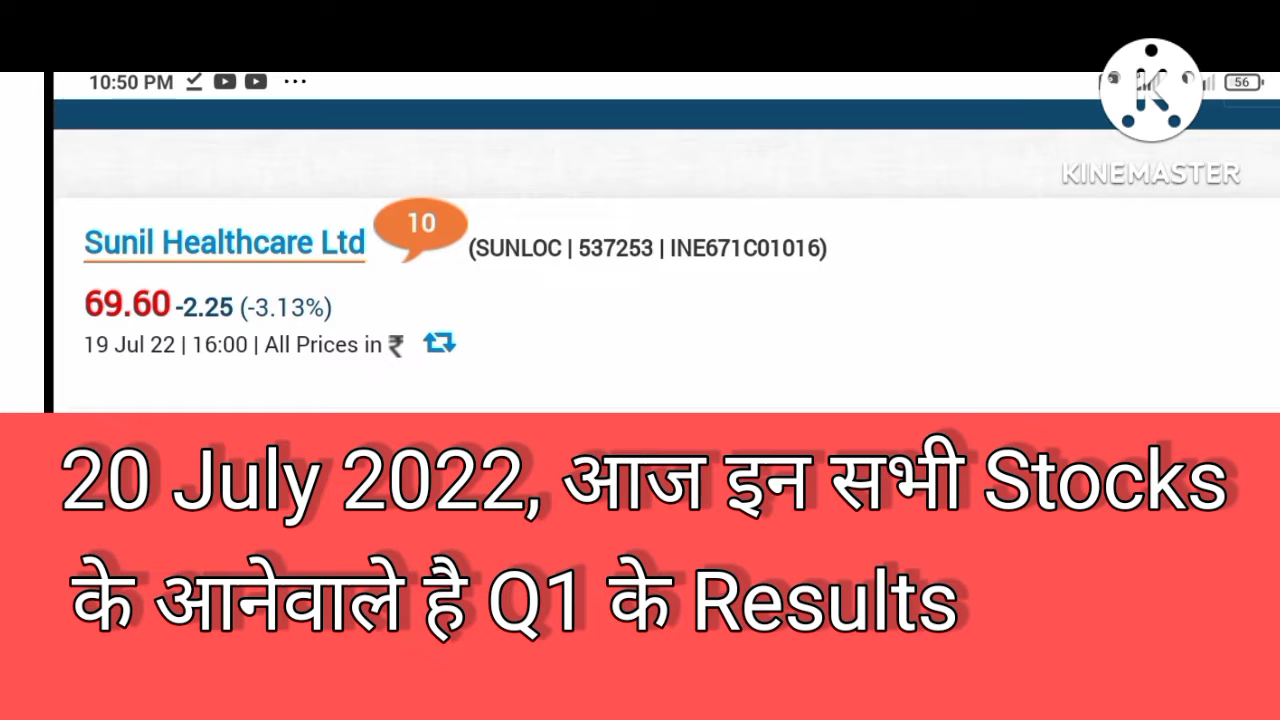 10:50 PM ... 56
KINEMASTER
Sunil Healthcare Ltd 10 (SUNLOC | 537253 | INE671C01016)
69.60 -2.25 (-3.13%)
19 Jul 22 | 16:00 | All Prices in ₹
20 July 2022, आज इन सभी Stocks
के आनेवाले है Q1 के Results